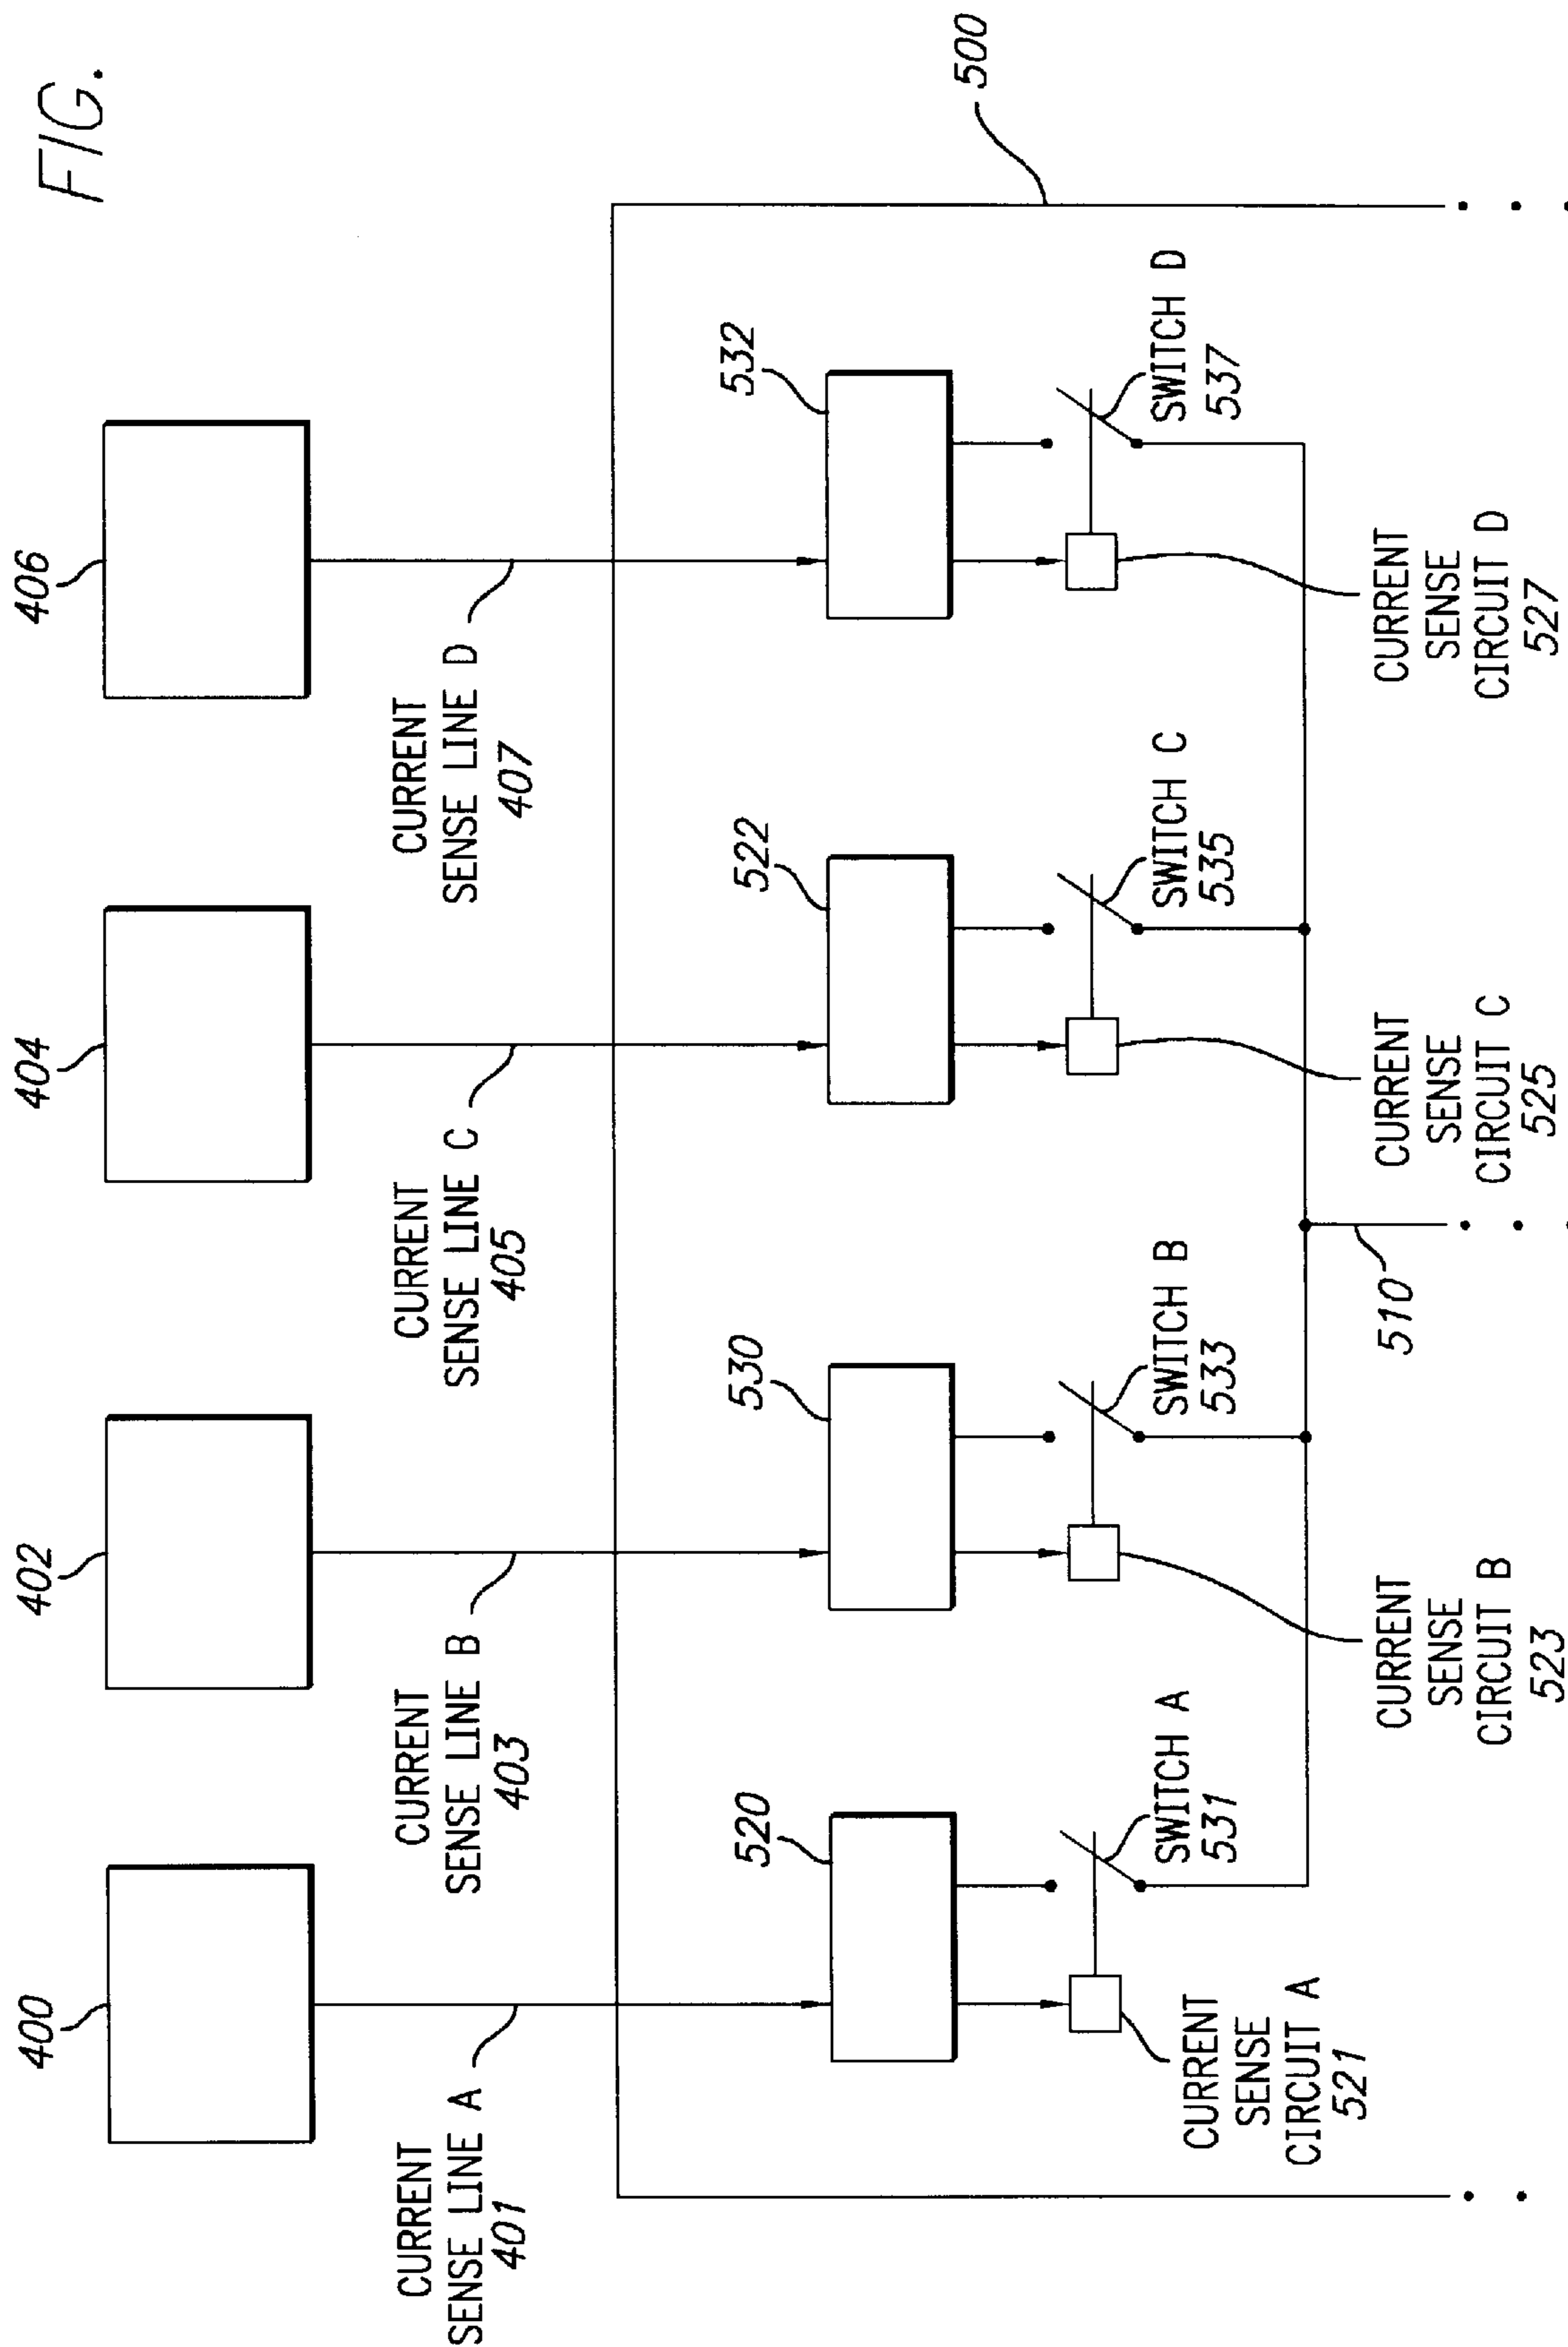 FIG.
400
402
404
406
CURRENT
SENSE LINE A
401
CURRENT
SENSE LINE B
403
CURRENT
SENSE LINE C
405
CURRENT
SENSE LINE D
407
500
520
530
522
532
SWITCH A
531
SWITCH B
533
SWITCH C
535
SWITCH D
537
CURRENT
SENSE
CIRCUIT A
521
CURRENT
SENSE
CIRCUIT B
523
510
CURRENT
SENSE
CIRCUIT C
525
CURRENT
SENSE
CIRCUIT D
527